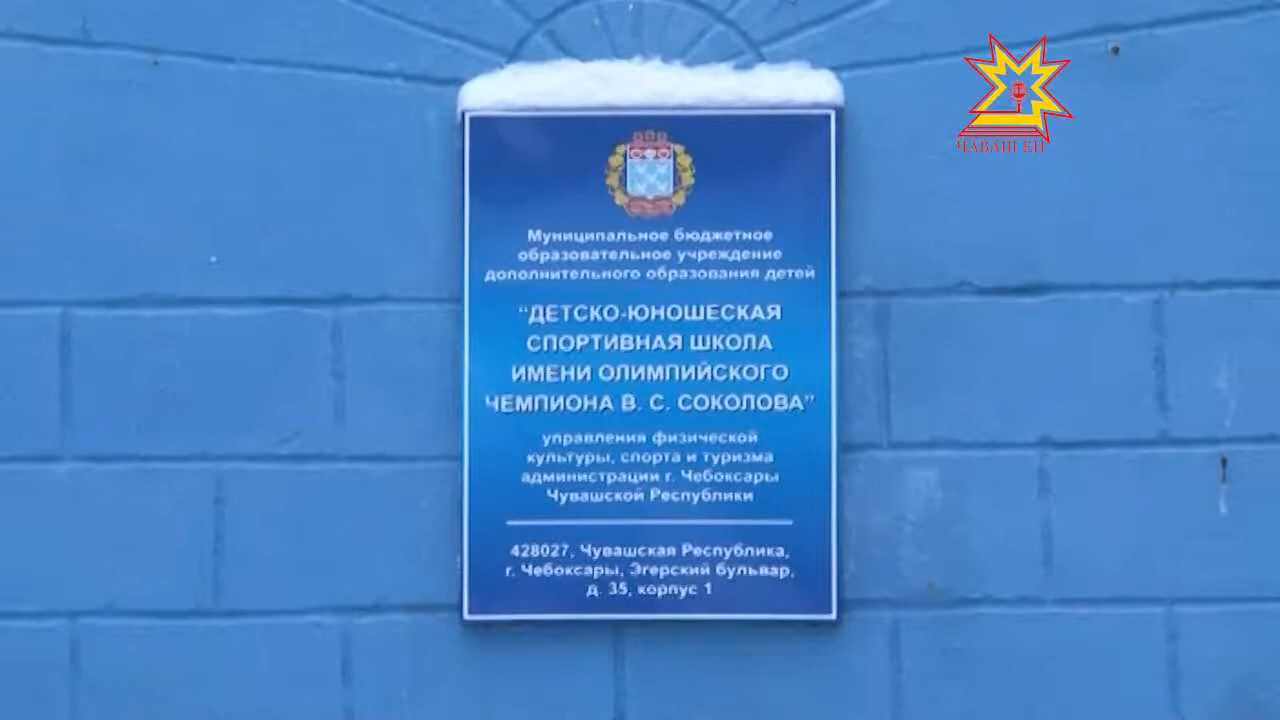 ЧĂВАШ ЕН
Муниципальное бюджетное
образовательное учреждение
дополнительного образования детей
“ДЕТСКО-ЮНОШЕСКАЯ
СПОРТИВНАЯ ШКОЛА
ИМЕНИ ОЛИМПИЙСКОГО
ЧЕМПИОНА В. С. СОКОЛОВА”
управления физической
культуры, спорта и туризма
администрации г. Чебоксары
Чувашской Республики
428027, Чувашская Республика,
г. Чебоксары, Эгерский бульвар,
д. 35, корпус 1